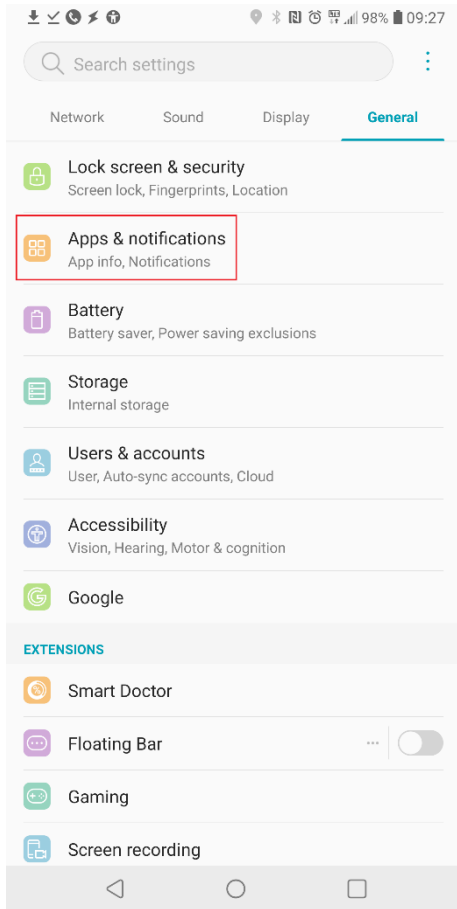 98% 09:27
Search settings
Network Sound Display General
Lock screen & security
Screen lock, Fingerprints, Location
Apps & notifications
App info, Notifications
Battery
Battery saver, Power saving exclusions
Storage
Internal storage
Users & accounts
User, Auto-sync accounts, Cloud
Accessibility
Vision, Hearing, Motor & cognition
Google
EXTENSIONS
Smart Doctor
Floating Bar
Gaming
Screen recording